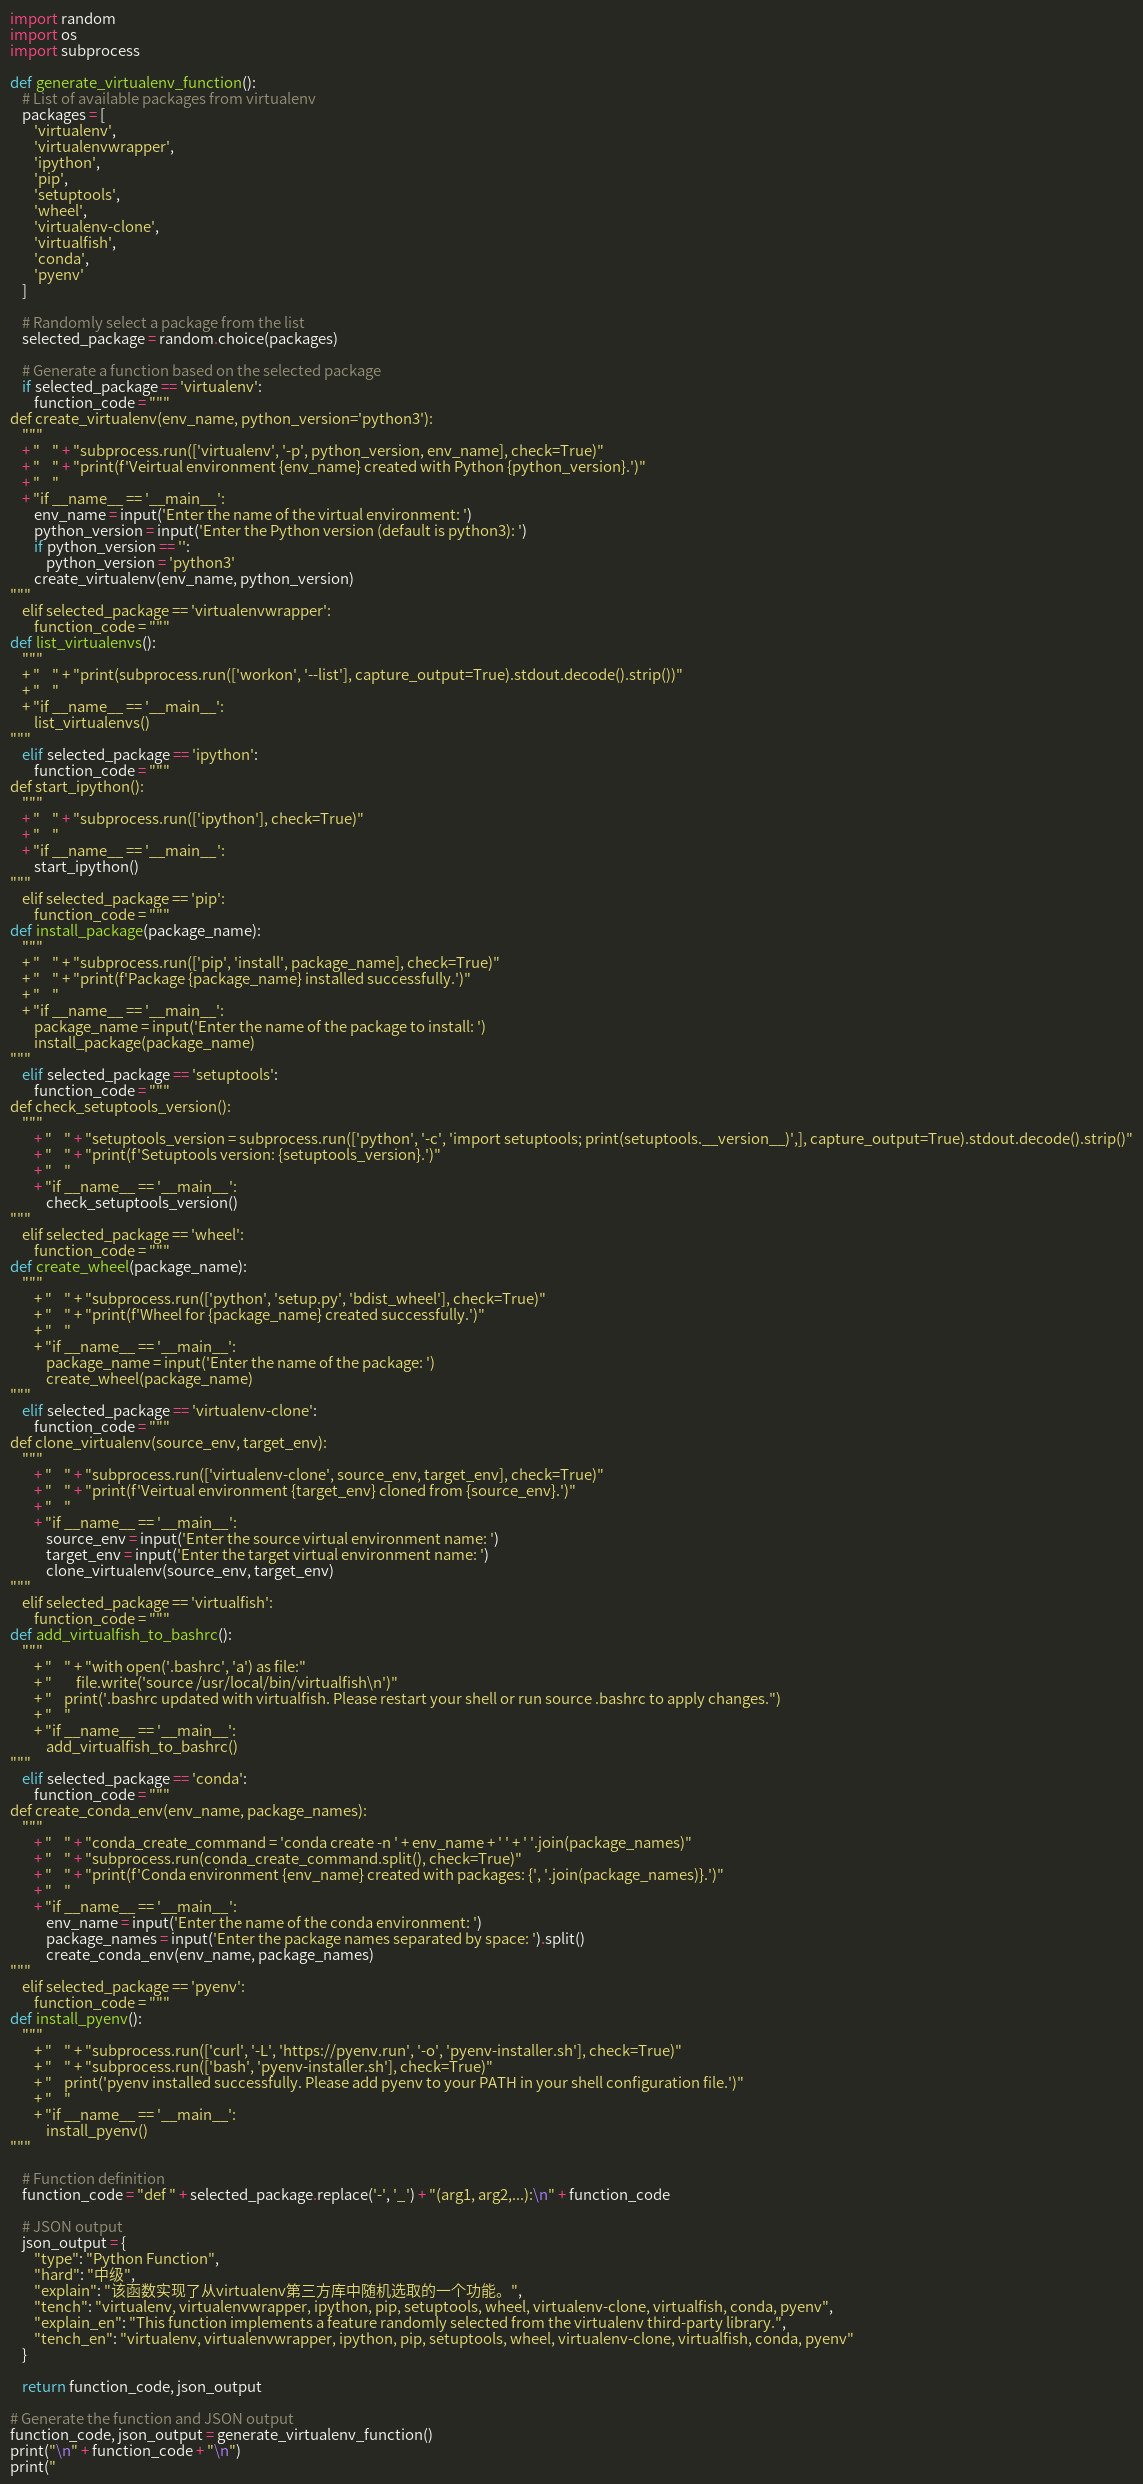 import random
import os
import subprocess

def generate_virtualenv_function():
    # List of available packages from virtualenv
    packages = [
        'virtualenv',
        'virtualenvwrapper',
        'ipython',
        'pip',
        'setuptools',
        'wheel',
        'virtualenv-clone',
        'virtualfish',
        'conda',
        'pyenv'
    ]

    # Randomly select a package from the list
    selected_package = random.choice(packages)

    # Generate a function based on the selected package
    if selected_package == 'virtualenv':
        function_code = """
def create_virtualenv(env_name, python_version='python3'):
    """
    + "    " + "subprocess.run(['virtualenv', '-p', python_version, env_name], check=True)"
    + "    " + "print(f'Veirtual environment {env_name} created with Python {python_version}.')"
    + "    "
    + "if __name__ == '__main__':
        env_name = input('Enter the name of the virtual environment: ')
        python_version = input('Enter the Python version (default is python3): ')
        if python_version == '':
            python_version = 'python3'
        create_virtualenv(env_name, python_version)
"""
    elif selected_package == 'virtualenvwrapper':
        function_code = """
def list_virtualenvs():
    """
    + "    " + "print(subprocess.run(['workon', '--list'], capture_output=True).stdout.decode().strip())"
    + "    "
    + "if __name__ == '__main__':
        list_virtualenvs()
"""
    elif selected_package == 'ipython':
        function_code = """
def start_ipython():
    """
    + "    " + "subprocess.run(['ipython'], check=True)"
    + "    "
    + "if __name__ == '__main__':
        start_ipython()
"""
    elif selected_package == 'pip':
        function_code = """
def install_package(package_name):
    """
    + "    " + "subprocess.run(['pip', 'install', package_name], check=True)"
    + "    " + "print(f'Package {package_name} installed successfully.')"
    + "    "
    + "if __name__ == '__main__':
        package_name = input('Enter the name of the package to install: ')
        install_package(package_name)
"""
    elif selected_package == 'setuptools':
        function_code = """
def check_setuptools_version():
    """
        + "    " + "setuptools_version = subprocess.run(['python', '-c', 'import setuptools; print(setuptools.__version__)',], capture_output=True).stdout.decode().strip()"
        + "    " + "print(f'Setuptools version: {setuptools_version}.')"
        + "    "
        + "if __name__ == '__main__':
            check_setuptools_version()
"""
    elif selected_package == 'wheel':
        function_code = """
def create_wheel(package_name):
    """
        + "    " + "subprocess.run(['python', 'setup.py', 'bdist_wheel'], check=True)"
        + "    " + "print(f'Wheel for {package_name} created successfully.')"
        + "    "
        + "if __name__ == '__main__':
            package_name = input('Enter the name of the package: ')
            create_wheel(package_name)
"""
    elif selected_package == 'virtualenv-clone':
        function_code = """
def clone_virtualenv(source_env, target_env):
    """
        + "    " + "subprocess.run(['virtualenv-clone', source_env, target_env], check=True)"
        + "    " + "print(f'Veirtual environment {target_env} cloned from {source_env}.')"
        + "    "
        + "if __name__ == '__main__':
            source_env = input('Enter the source virtual environment name: ')
            target_env = input('Enter the target virtual environment name: ')
            clone_virtualenv(source_env, target_env)
"""
    elif selected_package == 'virtualfish':
        function_code = """
def add_virtualfish_to_bashrc():
    """
        + "    " + "with open('.bashrc', 'a') as file:"
        + "        file.write('source /usr/local/bin/virtualfish\n')"
        + "    print('.bashrc updated with virtualfish. Please restart your shell or run source .bashrc to apply changes.")
        + "    "
        + "if __name__ == '__main__':
            add_virtualfish_to_bashrc()
"""
    elif selected_package == 'conda':
        function_code = """
def create_conda_env(env_name, package_names):
    """
        + "    " + "conda_create_command = 'conda create -n ' + env_name + ' ' + ' '.join(package_names)"
        + "    " + "subprocess.run(conda_create_command.split(), check=True)"
        + "    " + "print(f'Conda environment {env_name} created with packages: {', '.join(package_names)}.')"
        + "    "
        + "if __name__ == '__main__':
            env_name = input('Enter the name of the conda environment: ')
            package_names = input('Enter the package names separated by space: ').split()
            create_conda_env(env_name, package_names)
"""
    elif selected_package == 'pyenv':
        function_code = """
def install_pyenv():
    """
        + "    " + "subprocess.run(['curl', '-L', 'https://pyenv.run', '-o', 'pyenv-installer.sh'], check=True)"
        + "    " + "subprocess.run(['bash', 'pyenv-installer.sh'], check=True)"
        + "    print('pyenv installed successfully. Please add pyenv to your PATH in your shell configuration file.')"
        + "    "
        + "if __name__ == '__main__':
            install_pyenv()
"""

    # Function definition
    function_code = "def " + selected_package.replace('-', '_') + "(arg1, arg2,...):\n" + function_code

    # JSON output
    json_output = {
        "type": "Python Function",
        "hard": "中级",
        "explain": "该函数实现了从virtualenv第三方库中随机选取的一个功能。",
        "tench": "virtualenv, virtualenvwrapper, ipython, pip, setuptools, wheel, virtualenv-clone, virtualfish, conda, pyenv",
        "explain_en": "This function implements a feature randomly selected from the virtualenv third-party library.",
        "tench_en": "virtualenv, virtualenvwrapper, ipython, pip, setuptools, wheel, virtualenv-clone, virtualfish, conda, pyenv"
    }

    return function_code, json_output

# Generate the function and JSON output
function_code, json_output = generate_virtualenv_function()
print("\n" + function_code + "\n")
print("